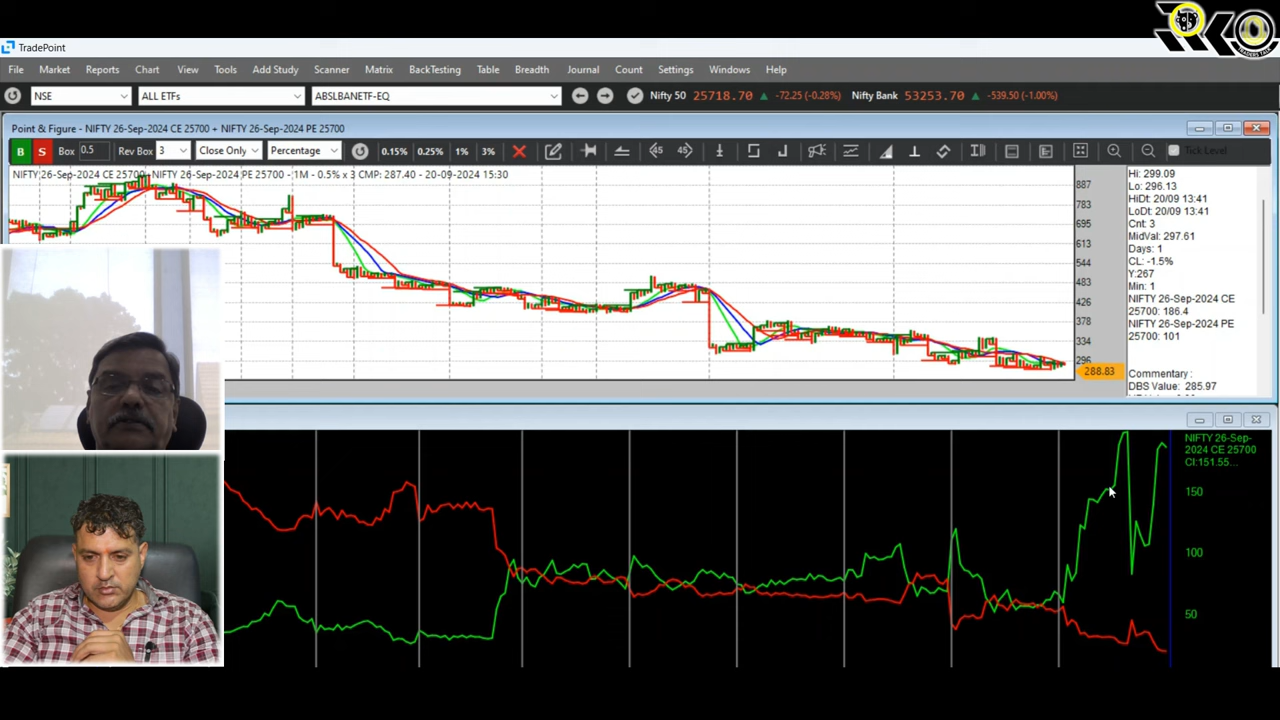 RKO
TRADERS TALK
TradePoint
File Market Reports Chart View Tools Add Study Scanner Matrix BackTesting Table Breadth Journal Count Settings Windows Help
NSE ALL ETFs ABSLBANETF-EQ Nifty 50 25718.70 ▲ -72.25 (-0.28%) Nifty Bank 53253.70 ▲ -539.50 (-1.00%)
Point & Figure - NIFTY 26-Sep-2024 CE 25700 + NIFTY 26-Sep-2024 PE 25700
B S Box 0.5 Rev Box 3 Close Only Percentage 0.15% 0.25% 1% 3% 45 45 Tick Level
NIFTY 26-Sep-2024 CE 25700+ NIFTY 26-Sep-2024 PE 25700 - :1M - 0.5% x 3 CMP: 287.40 - 20-09-2024 15:30
887
783
695
613
544
483
426
378
334
296
288.83
Hi: 299.09
Lo: 296.13
HiDt: 20/09 13:41
LoDt: 20/09 13:41
Cnt: 3
MidVal: 297.61
Days: 1
CL: -1.5%
Y:267
Min: 1
NIFTY 26-Sep-2024 CE
25700: 186.4
NIFTY 26-Sep-2024 PE
25700: 101
Commentary :
DBS Value: 285.97
NIFTY 26-Sep-
2024 CE 25700
Cl:151.55...
150
100
50